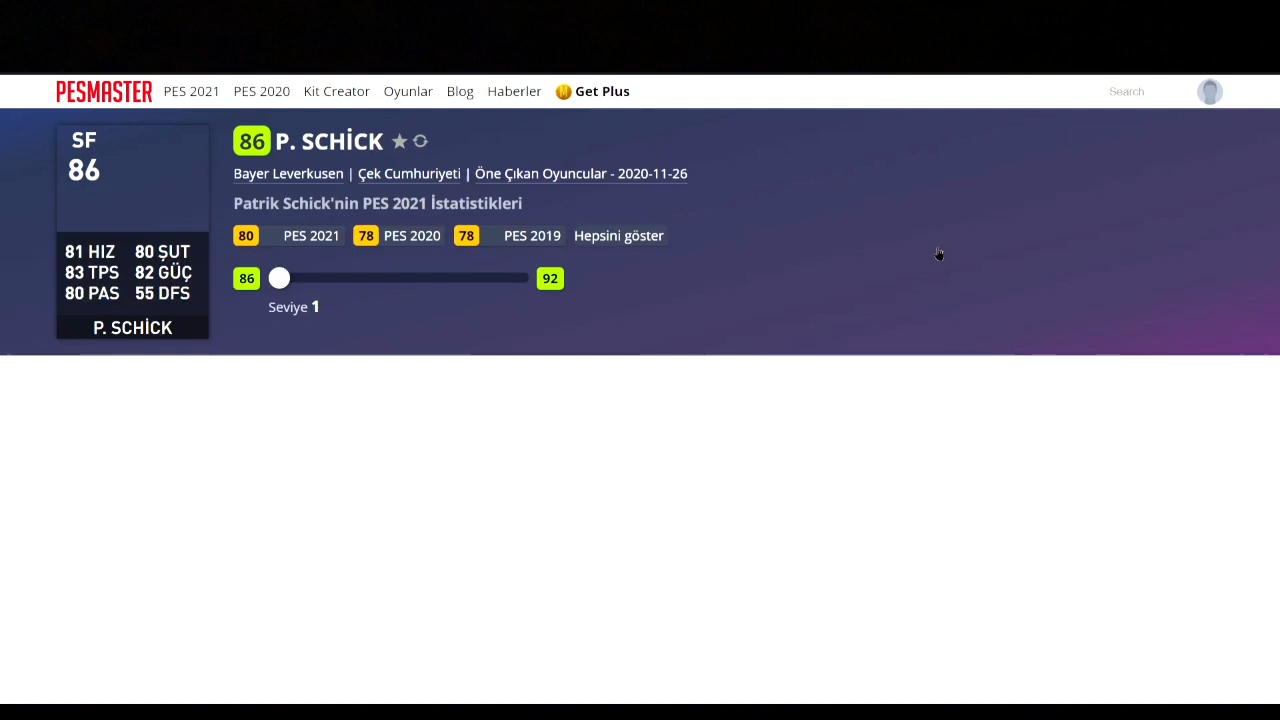 PESMASTER PES 2021 PES 2020 Kit Creator Oyunlar Blog Haberler Get Plus Search
SF
86
81 HIZ 80 ŞUT
83 TPS 82 GÜÇ
80 PAS 55 DFS
P. SCHİCK
86 P. SCHİCK
Bayer Leverkusen | Çek Cumhuriyeti | Öne Çıkan Oyuncular - 2020-11-26
Patrik Schick'nin PES 2021 İstatistikleri
80 PES 2021 78 PES 2020 78 PES 2019 Hepsini göster
86 92
Seviye 1